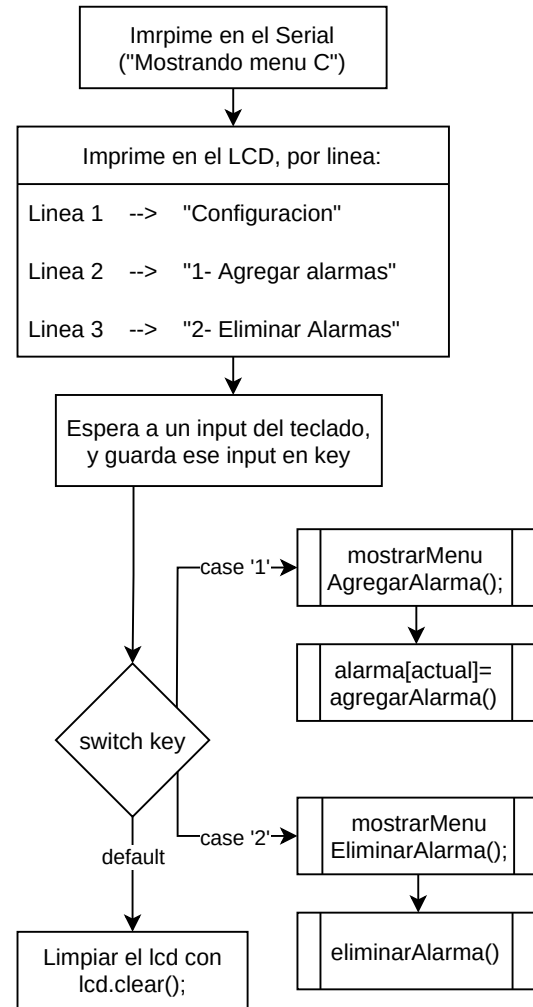 Imrpime en el Serial
("Mostrando menu C")
Imprime en el LCD, por linea:
Linea 1 --> "Configuracion"
Linea 2 --> "1- Agregar alarmas"
Linea 3 --> "2- Eliminar Alarmas"
Espera a un input del teclado,
y guarda ese input en key
switch key
case '1'
mostrarMenu
AgregarAlarma();
alarma[actual]=
agregarAlarma()
case '2'
mostrarMenu
EliminarAlarma();
eliminarAlarma()
default
Limpiar el lcd con
lcd.clear();